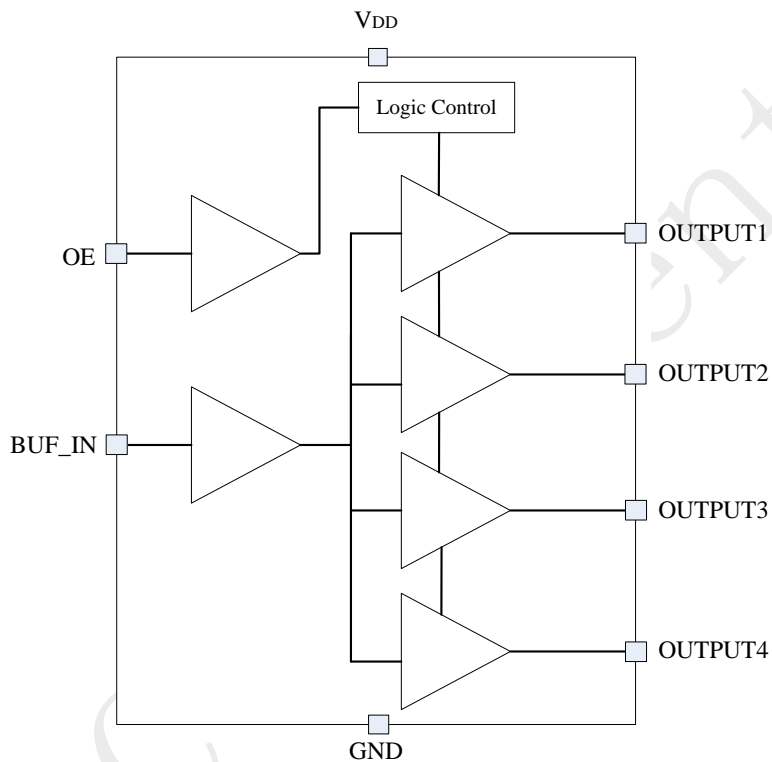 VDD
Logic Control
OE
OUTPUT1
OUTPUT2
BUF_IN
OUTPUT3
OUTPUT4
GND